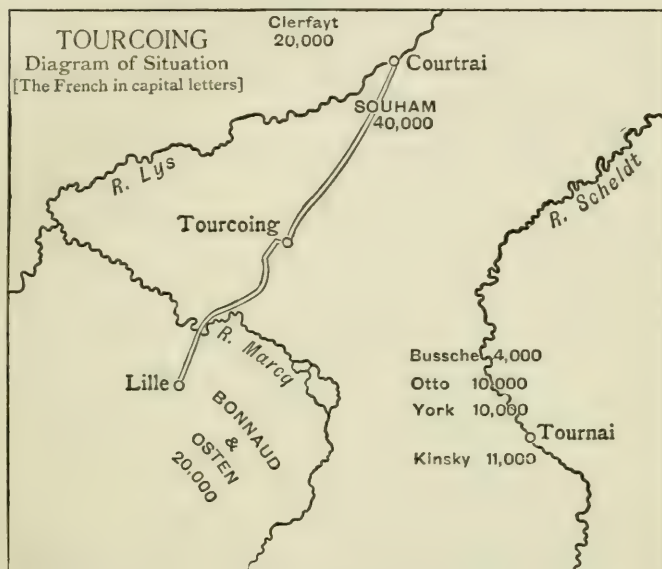 TOURCOING
Diagram of Situation
[The French in capital letters]
Clerfayt
20,000
Courtrai
SOUHAM
40,000
R. Lys
R. Scheldt
Tourcoing
R. Marcq
Lille
BONNAUD
&
OSTEN
20,000
Bussche 4,000
Otto 10,000
York 10,000
Tournai
Kinsky 11,000